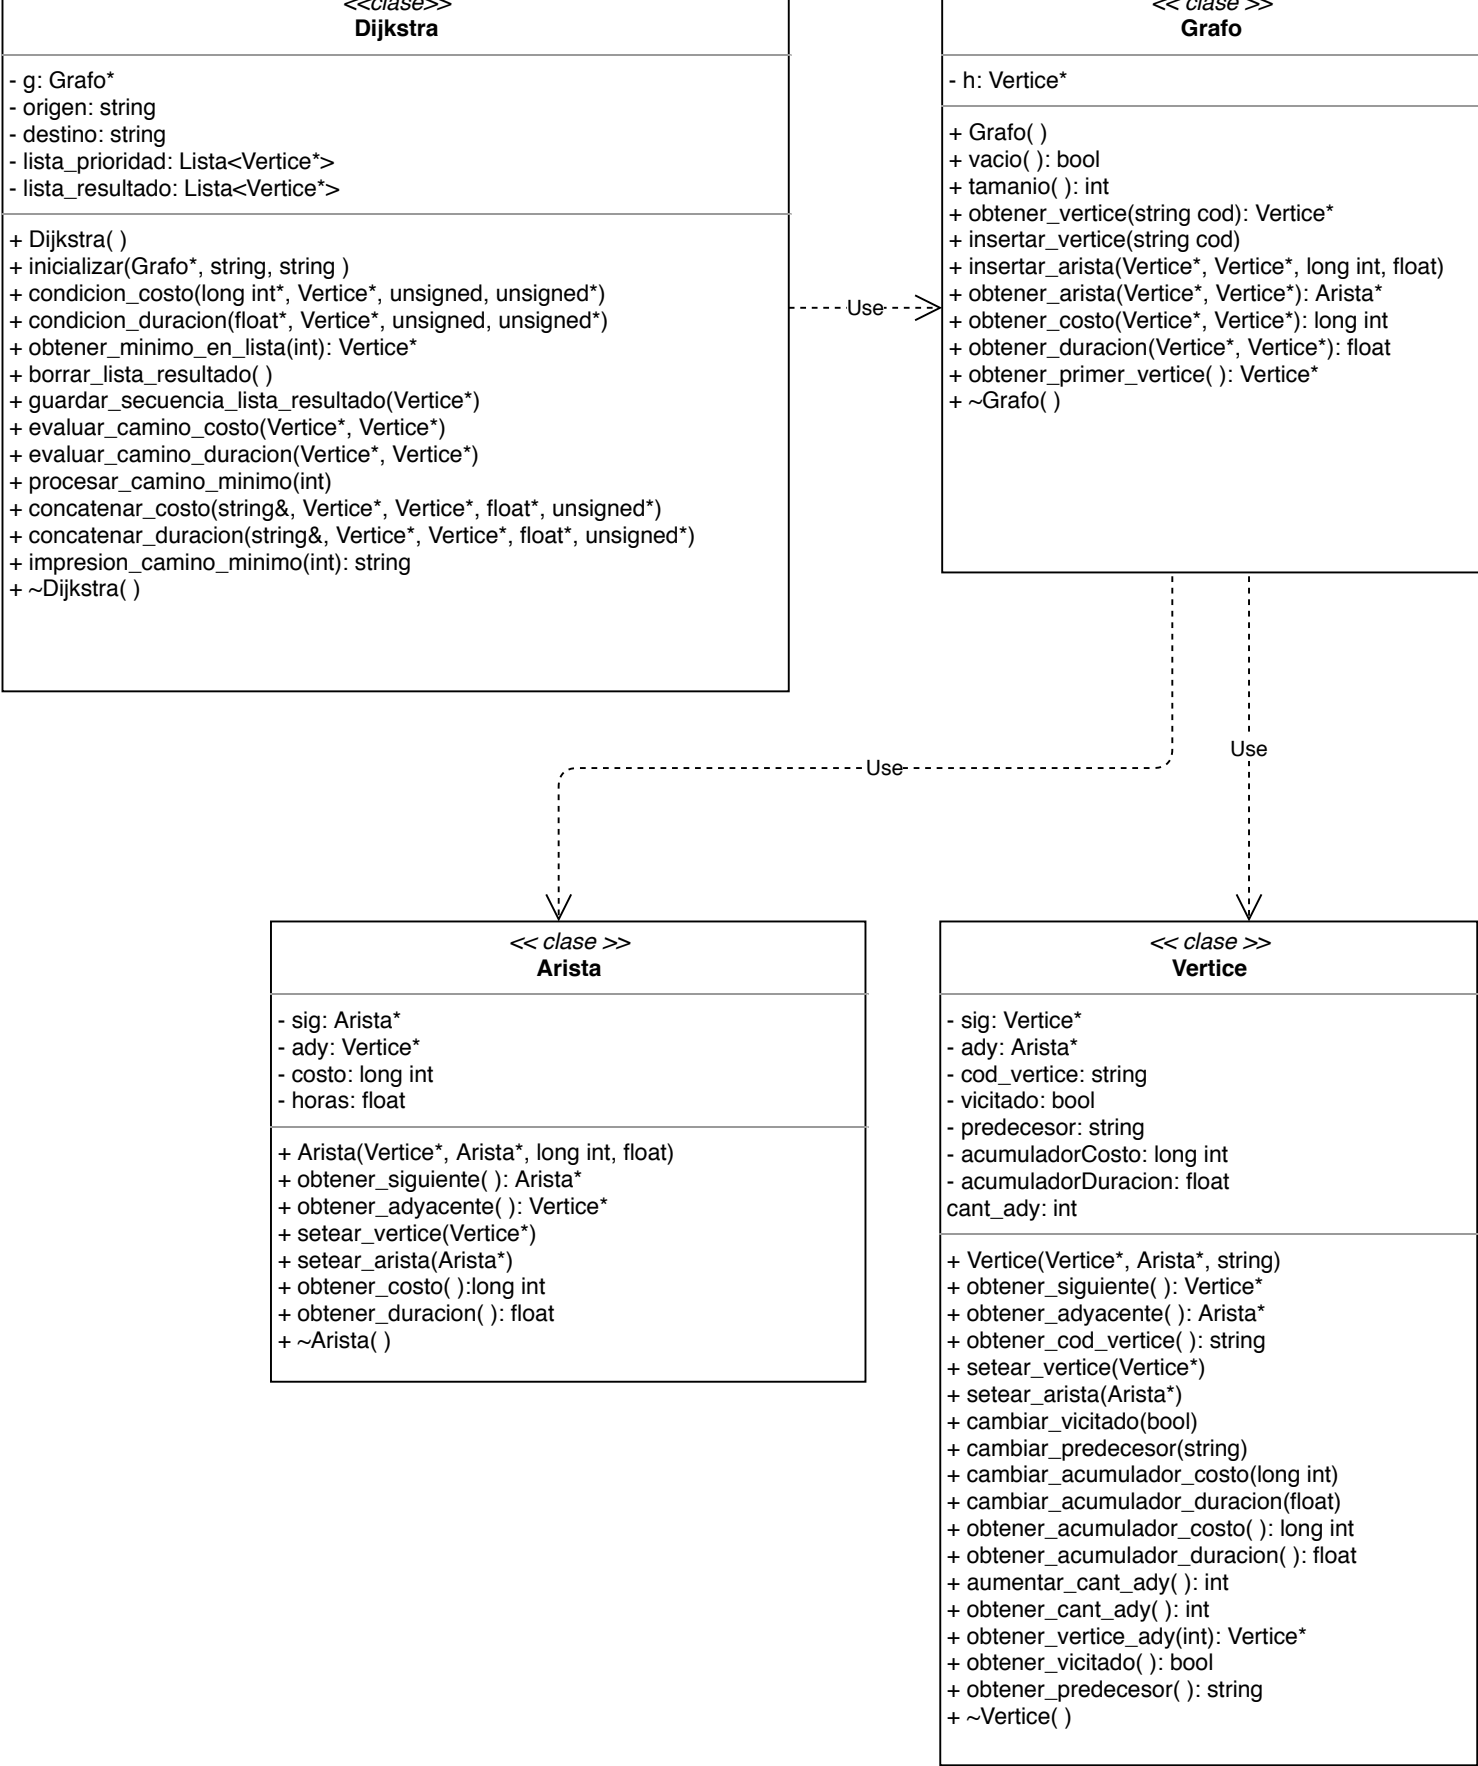 <<clase>>
Dijkstra
- g: Grafo*
- origen: string
- destino: string
- lista_prioridad: Lista<Vertice*>
- lista_resultado: Lista<Vertice*>
+ Dijkstra( )
+ inicializar(Grafo*, string, string )
+ condicion_costo(long int*, Vertice*, unsigned, unsigned*)
+ condicion_duracion(float*, Vertice*, unsigned, unsigned*)
+ obtener_minimo_en_lista(int): Vertice*
+ borrar_lista_resultado( )
+ guardar_secuencia_lista_resultado(Vertice*)
+ evaluar_camino_costo(Vertice*, Vertice*)
+ evaluar_camino_duracion(Vertice*, Vertice*)
+ procesar_camino_minimo(int)
+ concatenar_costo(string&, Vertice*, Vertice*, float*, unsigned*)
+ concatenar_duracion(string&, Vertice*, Vertice*, float*, unsigned*)
+ impresion_camino_minimo(int): string
+ ~Dijkstra( )
Use
<< clase >>
Grafo
- h: Vertice*
+ Grafo( )
+ vacio( ): bool
+ tamanio( ): int
+ obtener_vertice(string cod): Vertice*
+ insertar_vertice(string cod)
+ insertar_arista(Vertice*, Vertice*, long int, float)
+ obtener_arista(Vertice*, Vertice*): Arista*
+ obtener_costo(Vertice*, Vertice*): long int
+ obtener_duracion(Vertice*, Vertice*): float
+ obtener_primer_vertice( ): Vertice*
+ ~Grafo( )
Use
Use
<< clase >>
Arista
- sig: Arista*
- ady: Vertice*
- costo: long int
- horas: float
+ Arista(Vertice*, Arista*, long int, float)
+ obtener_siguiente( ): Arista*
+ obtener_adyacente( ): Vertice*
+ setear_vertice(Vertice*)
+ setear_arista(Arista*)
+ obtener_costo( ):long int
+ obtener_duracion( ): float
+ ~Arista( )
<< clase >>
Vertice
- sig: Vertice*
- ady: Arista*
- cod_vertice: string
- vicitado: bool
- predecesor: string
- acumuladorCosto: long int
- acumuladorDuracion: float
cant_ady: int
+ Vertice(Vertice*, Arista*, string)
+ obtener_siguiente( ): Vertice*
+ obtener_adyacente( ): Arista*
+ obtener_cod_vertice( ): string
+ setear_vertice(Vertice*)
+ setear_arista(Arista*)
+ cambiar_vicitado(bool)
+ cambiar_predecesor(string)
+ cambiar_acumulador_costo(long int)
+ cambiar_acumulador_duracion(float)
+ obtener_acumulador_costo( ): long int
+ obtener_acumulador_duracion( ): float
+ aumentar_cant_ady( ): int
+ obtener_cant_ady( ): int
+ obtener_vertice_ady(int): Vertice*
+ obtener_vicitado( ): bool
+ obtener_predecesor( ): string
+ ~Vertice( )